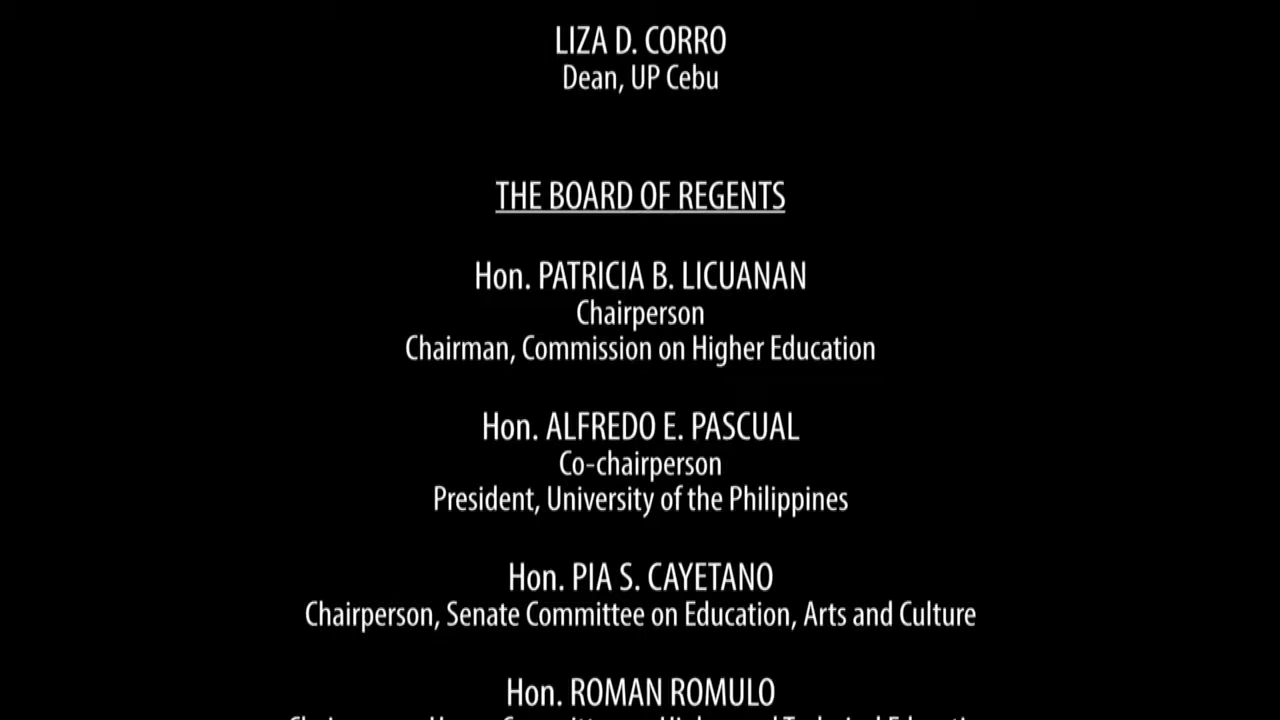 LIZA D. CORRO
Dean, UP Cebu
THE BOARD OF REGENTS
Hon. PATRICIA B. LICUANAN
Chairperson
Chairman, Commission on Higher Education
Hon. ALFREDO E. PASCUAL
Co-chairperson
President, University of the Philippines
Hon. PIA S. CAYETANO
Chairperson, Senate Committee on Education, Arts and Culture
Hon. ROMAN ROMULO